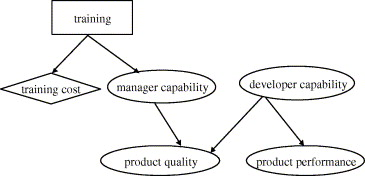 training
training cost
manager capability
developer capability
product quality
product performance